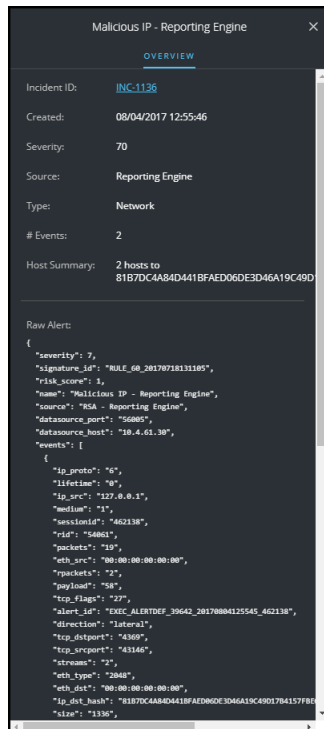 Malicious IP - Reporting Engine
OVERVIEW
Incident ID: INC-1136
Created: 08/04/2017 12:55:46
Severity: 70
Source: Reporting Engine
Type: Network
# Events: 2
Host Summary: 2 hosts to
81B7DC4A84D441BFAED06DE3D46A19C49D1
Raw Alert:
{
"severity": 7,
"signature_id": "RULE_60_20170718131105",
"risk_score": 1,
"name": "Malicious IP - Reporting Engine",
"source": "RSA - Reporting Engine",
"datasource_port": "56005",
"datasource_host": "10.4.61.30",
"events": [
{
"ip_proto": "6",
"lifetime": "0",
"ip_src": "127.0.0.1",
"medium": "1",
"sessionid": "462138",
"rid": "54061",
"packets": "19",
"eth_src": "00:00:00:00:00:00",
"rpackets": "2",
"payload": "58",
"tcp_flags": "27",
"alert_id": "EXEC_ALERTDEF_39642_20170804125545_462138",
"direction": "lateral",
"tcp_dstport": "4369",
"tcp_srcport": "43146",
"streams": "2",
"eth_type": "2048",
"eth_dst": "00:00:00:00:00:00",
"ip_dst_hash": "81B7DC4A84D441BFAED06DE3D46A19C49D17B4157FBE
"size": "1336",